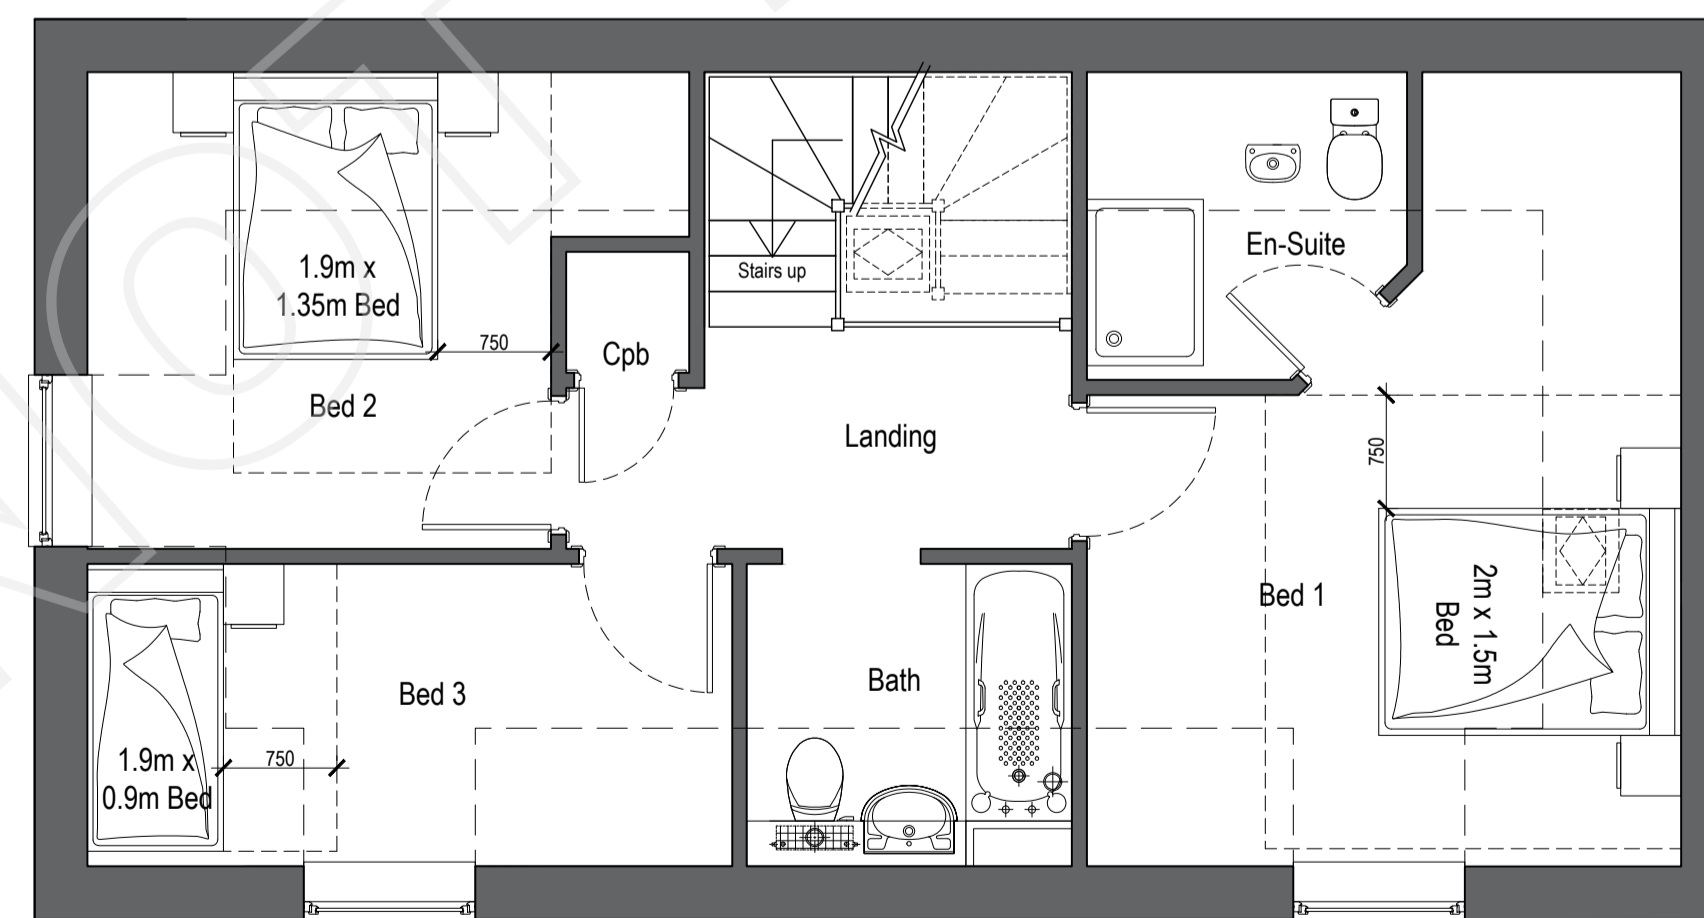 1.9m x
1.35m Bed
750
Bed 2
Cpb
Stairs up
Landing
En-Suite
750
Bed 1
2m x 1.5m
Bed
Bed 3
1.9m x
0.9m Bed
750
Bath